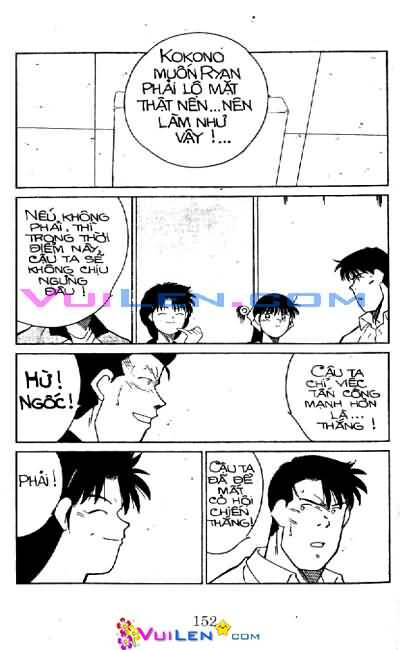 KOKONO
MUỐN RYAN
PHẢI LỘ MẶT
THẬT NÊN...NÊN
LÀM NHƯ
VẬY !...
NẾU KHÔNG
PHẢI, THÌ
TRONG THỜI
ĐIỂM NÀY,
CẬU TA SẼ
KHÔNG CHỊU
NGƯNG
ĐÂU !
VUILEN.COM
HỪ !
NGỐC !
CẬU TA
CHỈ VIỆC
TẤN CÔNG
MẠNH HƠN
LÀ...
THẮNG !
PHẢI !
CẬU TA
ĐÃ ĐỂ
MẤT
CƠ HỘI
CHIẾN
THẮNG!
152
VUILEN.COM